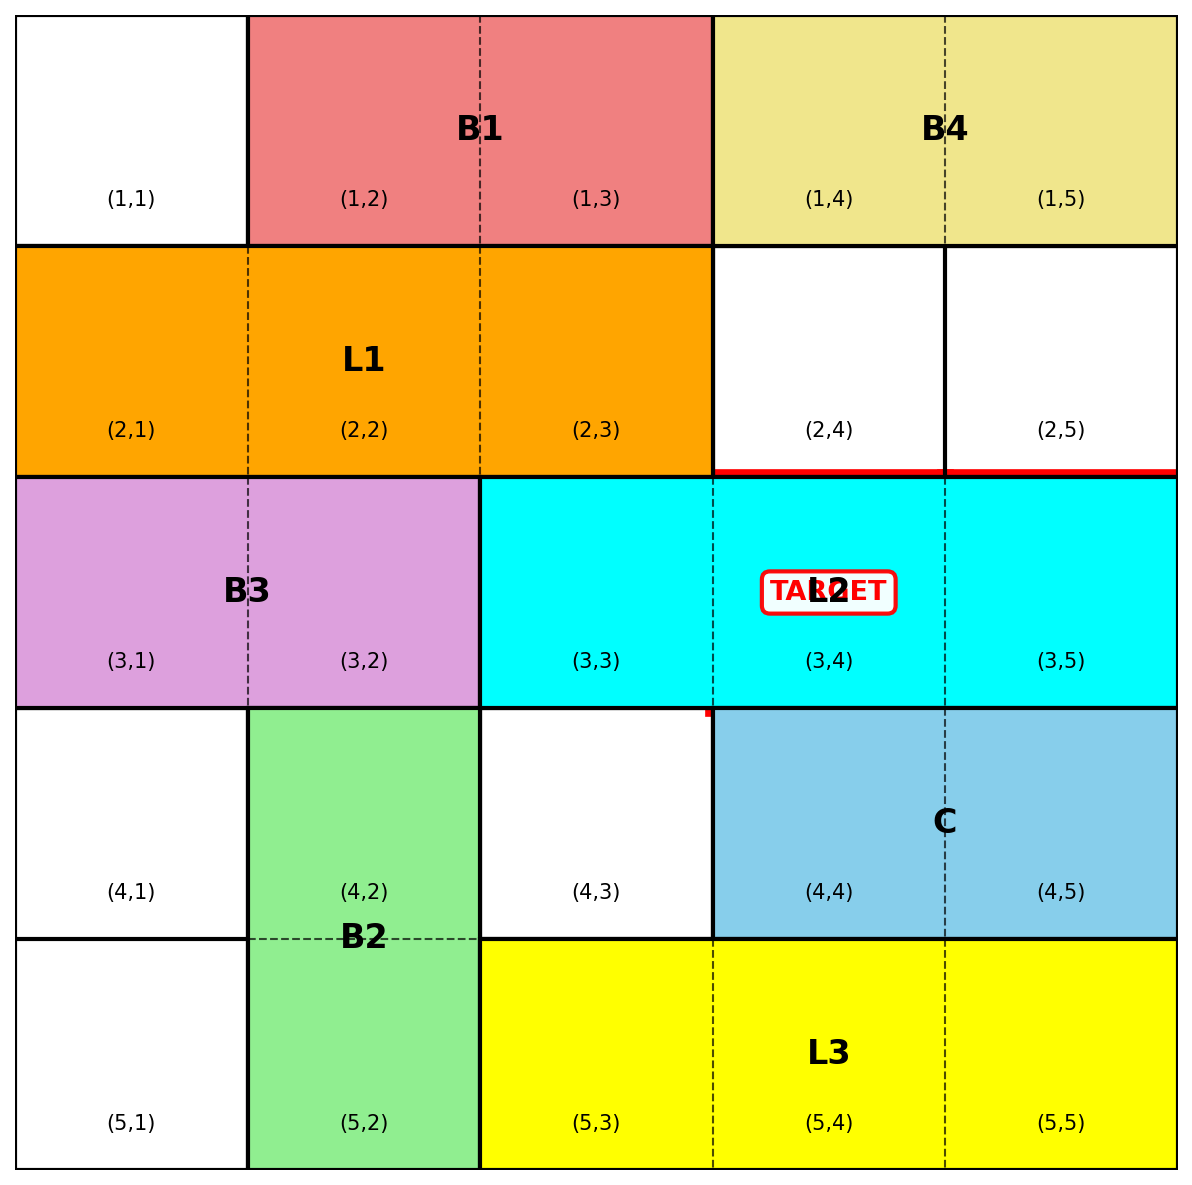 B1
B4
(1,1)
(1,2)
(1,3)
(1,4)
(1,5)
L1
(2,1)
(2,2)
(2,3)
(2,4)
(2,5)
B3
TARGET
L2
(3,1)
(3,2)
(3,3)
(3,4)
(3,5)
C
(4,1)
(4,2)
(4,3)
(4,4)
(4,5)
B2
L3
(5,1)
(5,2)
(5,3)
(5,4)
(5,5)